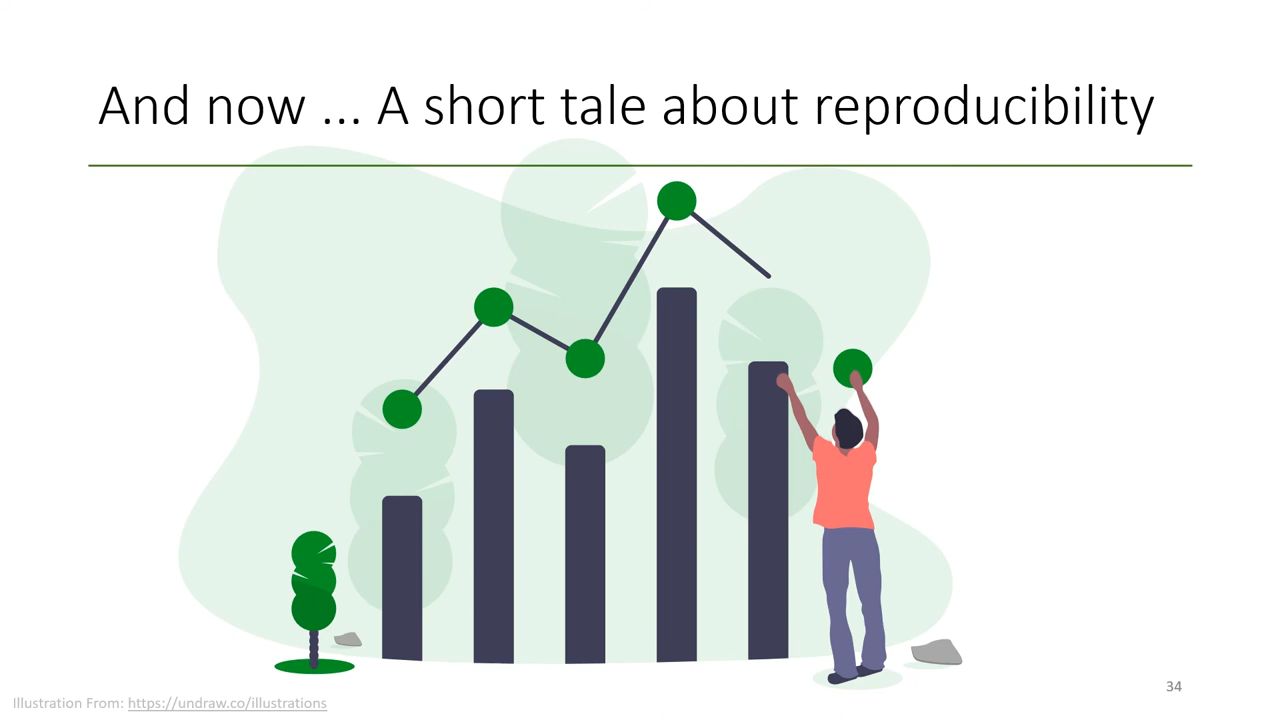 And now ... A short tale about reproducibility
34
Illustration From: https://undraw.co/illustrations